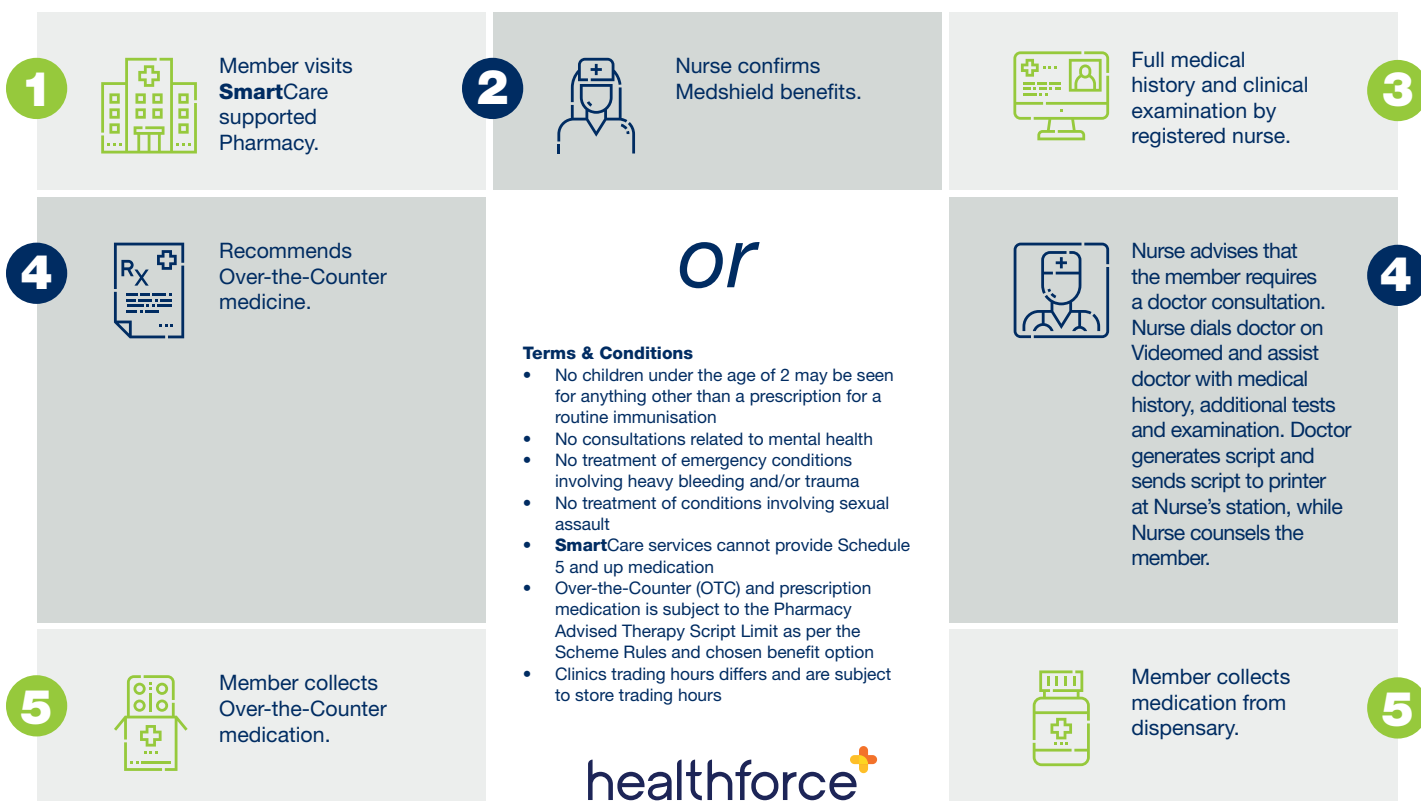 1
Member visits
SmartCare
supported
Pharmacy.
2
Nurse confirms
Medshield benefits.
3
Full medical
history and clinical
examination by
registered nurse.
4
RX
Recommends
Over-the-Counter
medicine.
or
4
Nurse advises that
the member requires
a doctor consultation.
Nurse dials doctor on
Videomed and assist
doctor with medical
history, additional tests
and examination. Doctor
generates script and
sends script to printer
at Nurse's station, while
Nurse counsels the
member.
Terms & Conditions
• No children under the age of 2 may be seen
for anything other than a prescription for a
routine immunisation
• No consultations related to mental health
• No treatment of emergency conditions
involving heavy bleeding and/or trauma
• No treatment of conditions involving sexual
assault
• SmartCare services cannot provide Schedule
5 and up medication
• Over-the-Counter (OTC) and prescription
medication is subject to the Pharmacy
Advised Therapy Script Limit as per the
Scheme Rules and chosen benefit option
• Clinics trading hours differs and are subject
to store trading hours
5
Member collects
Over-the-Counter
medication.
5
Member collects
medication from
dispensary.
healthforce